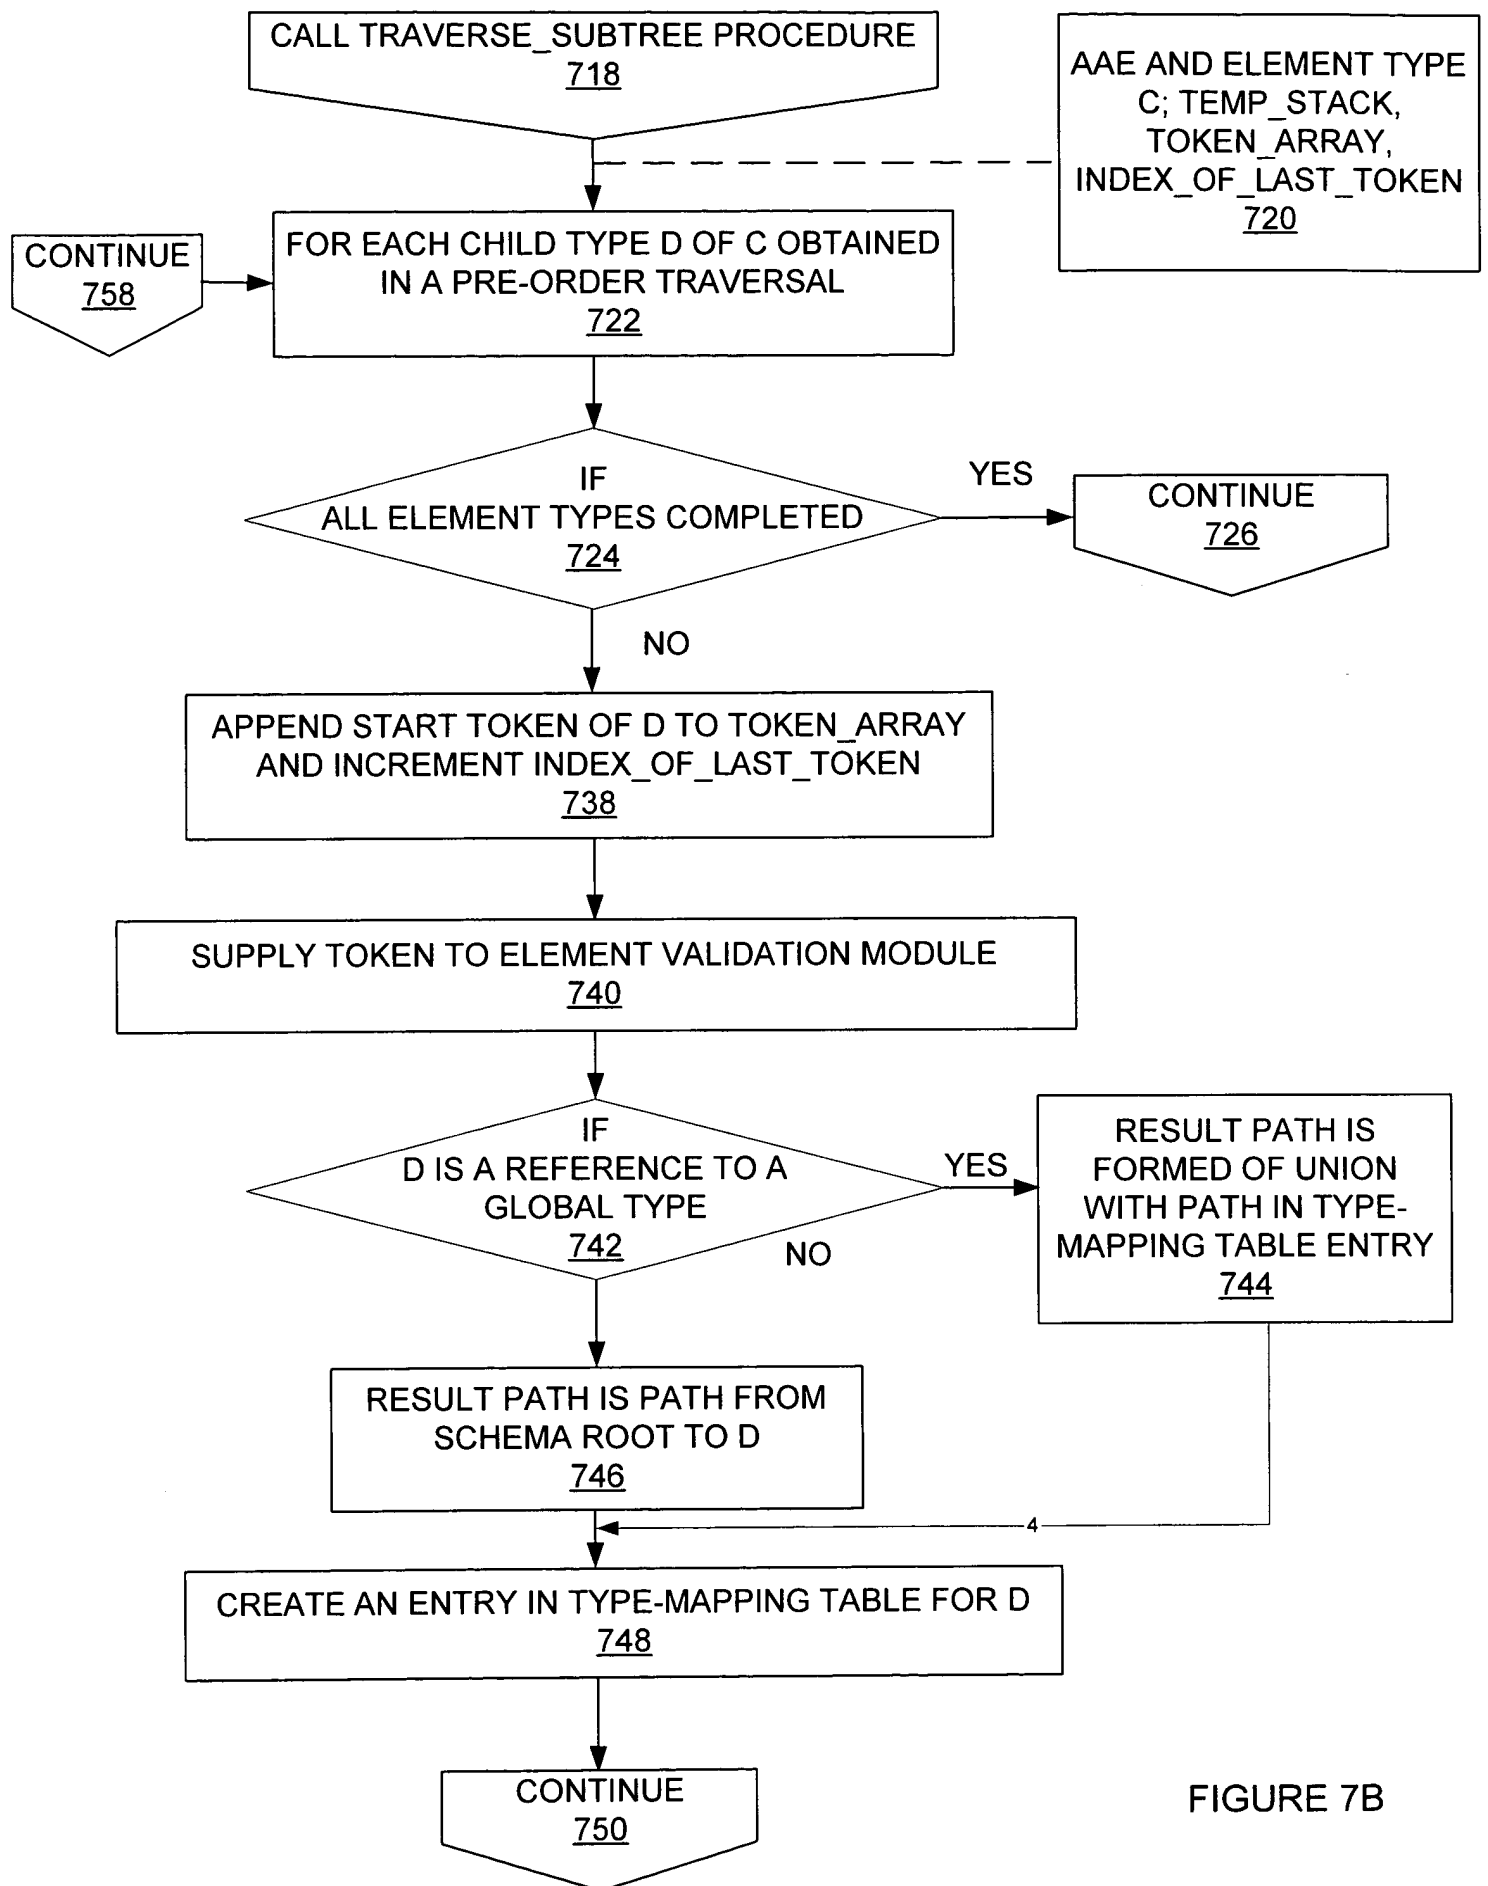 CALL TRAVERSE_SUBTREE PROCEDURE
718
AAE AND ELEMENT TYPE
C; TEMP_STACK,
TOKEN_ARRAY,
INDEX_OF_LAST_TOKEN
720
CONTINUE
758
FOR EACH CHILD TYPE D OF C OBTAINED
IN A PRE-ORDER TRAVERSAL
722
IF
ALL ELEMENT TYPES COMPLETED
724
YES
CONTINUE
726
NO
APPEND START TOKEN OF D TO TOKEN_ARRAY
AND INCREMENT INDEX_OF_LAST_TOKEN
738
SUPPLY TOKEN TO ELEMENT VALIDATION MODULE
740
IF
D IS A REFERENCE TO A
GLOBAL TYPE
742
YES
NO
RESULT PATH IS
FORMED OF UNION
WITH PATH IN TYPE-
MAPPING TABLE ENTRY
744
RESULT PATH IS PATH FROM
SCHEMA ROOT TO D
746
4
CREATE AN ENTRY IN TYPE-MAPPING TABLE FOR D
748
CONTINUE
750
FIGURE 7B